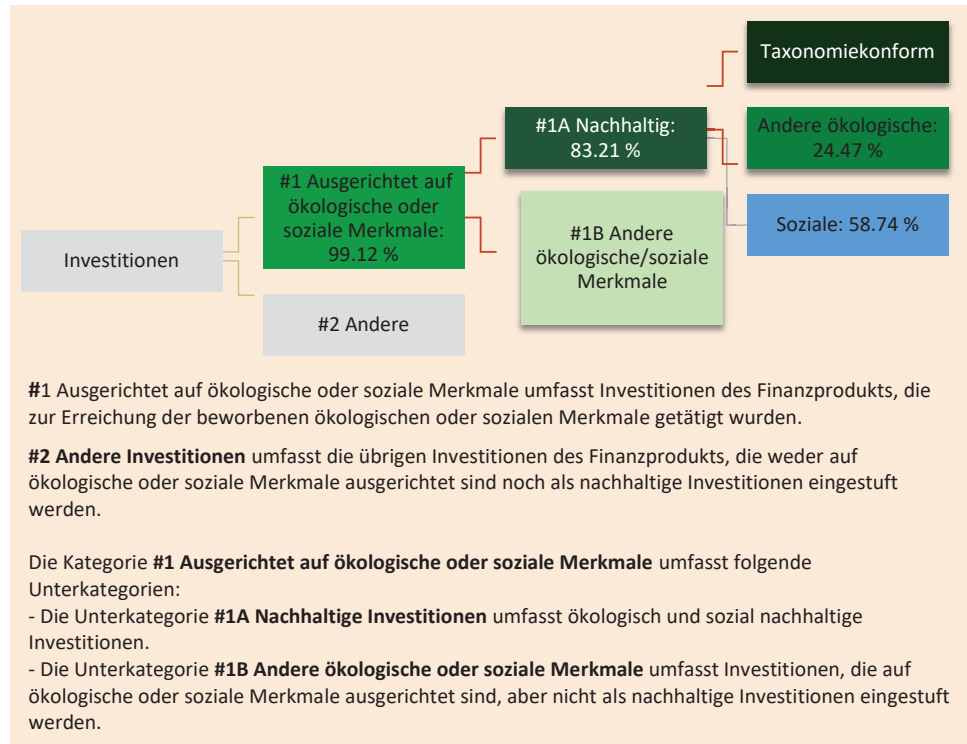 Taxonomiekonform
#1A Nachhaltig:
83.21 %
Andere ökologische:
24.47 %
#1 Ausgerichtet auf
ökologische oder
soziale Merkmale:
99.12 %
#1B Andere
ökologische/soziale
Merkmale
Soziale: 58.74 %
Investitionen
#2 Andere
#1 Ausgerichtet auf ökologische oder soziale Merkmale umfasst Investitionen des Finanzprodukts, die
zur Erreichung der beworbenen ökologischen oder sozialen Merkmale getätigt wurden.
#2 Andere Investitionen umfasst die übrigen Investitionen des Finanzprodukts, die weder auf
ökologische oder soziale Merkmale ausgerichtet sind noch als nachhaltige Investitionen eingestuft
werden.
Die Kategorie #1 Ausgerichtet auf ökologische oder soziale Merkmale umfasst folgende
Unterkategorien:
- Die Unterkategorie #1A Nachhaltige Investitionen umfasst ökologisch und sozial nachhaltige
Investitionen.
- Die Unterkategorie #1B Andere ökologische oder soziale Merkmale umfasst Investitionen, die auf
ökologische oder soziale Merkmale ausgerichtet sind, aber nicht als nachhaltige Investitionen eingestuft
werden.